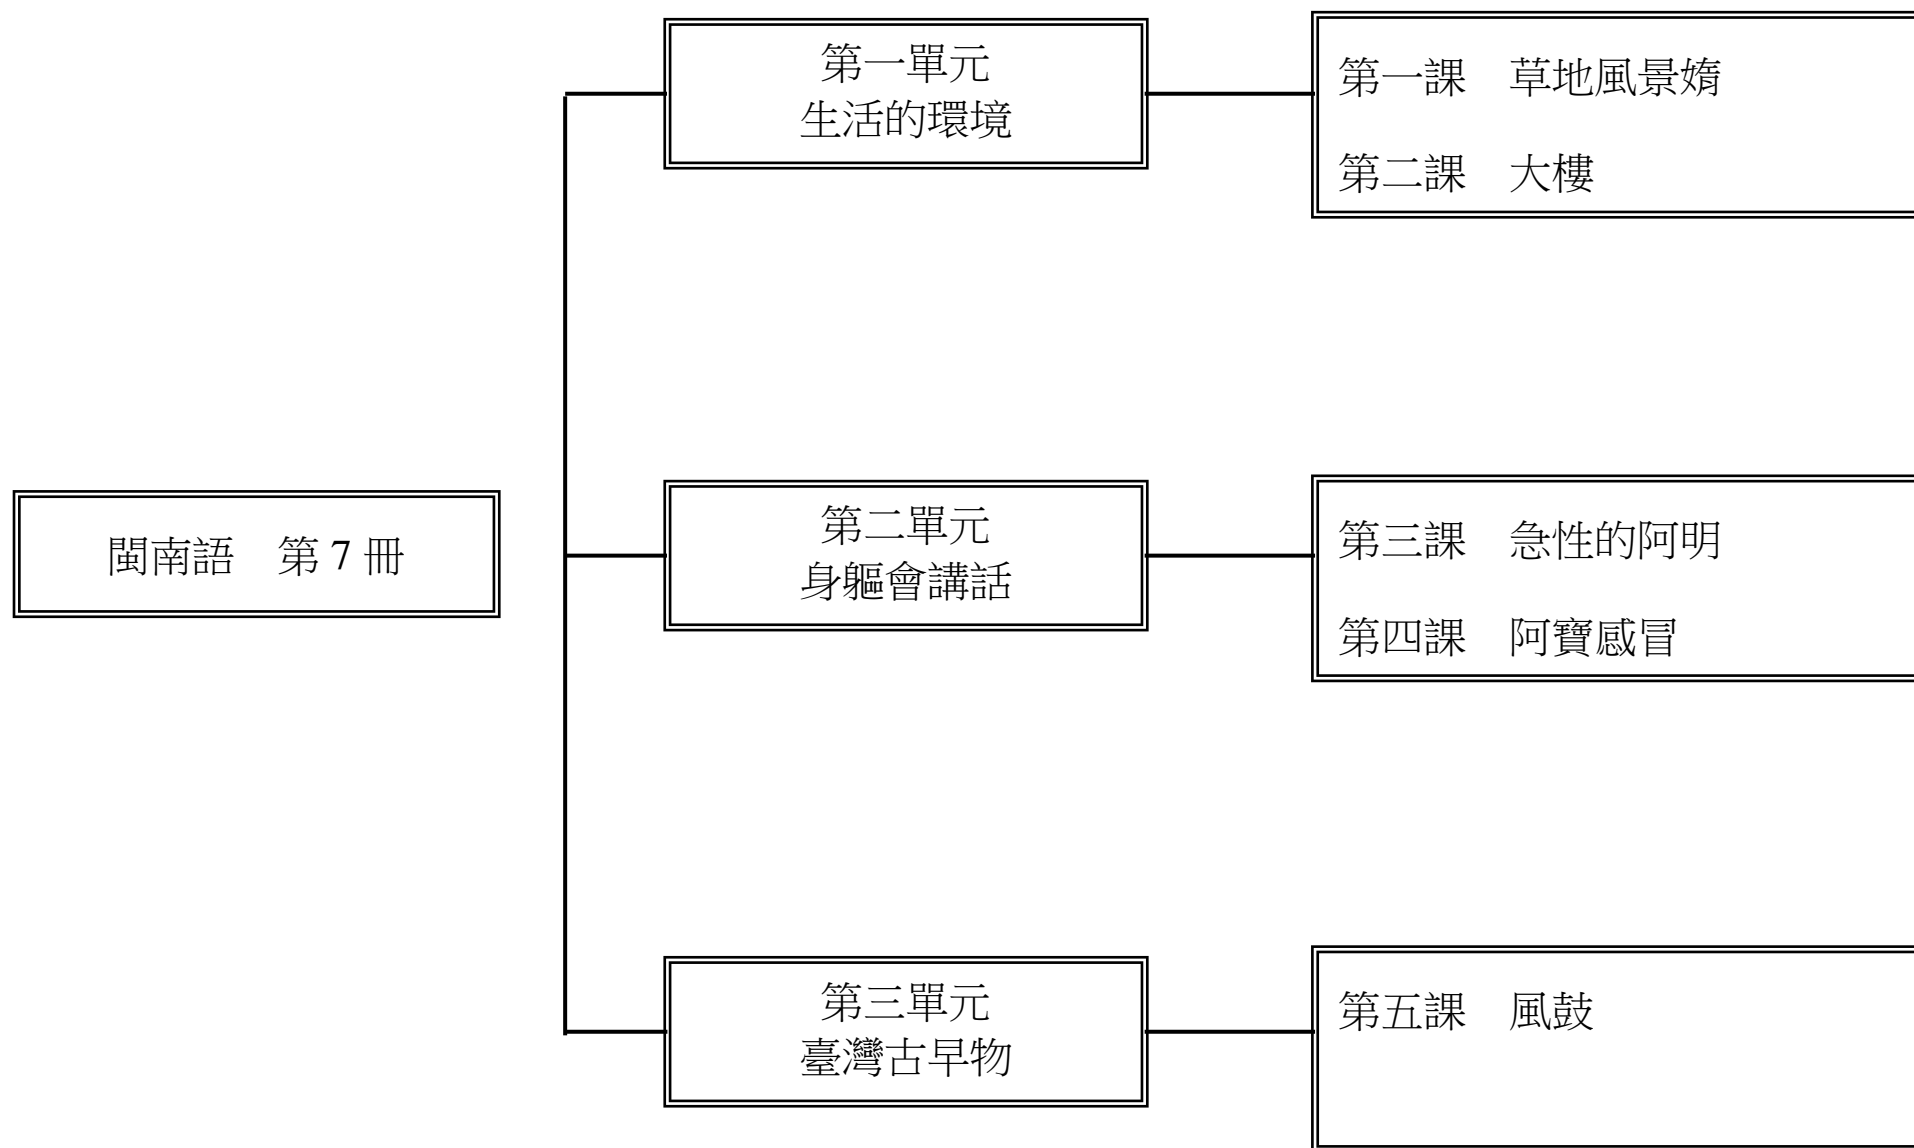 閩南語　第 7 冊
第一單元
生活的環境
第一課　草地風景媠
第二課　大樓
第二單元
身軀會講話
第三課　急性的阿明
第四課　阿寶感冒
第三單元
臺灣古早物
第五課　風鼓